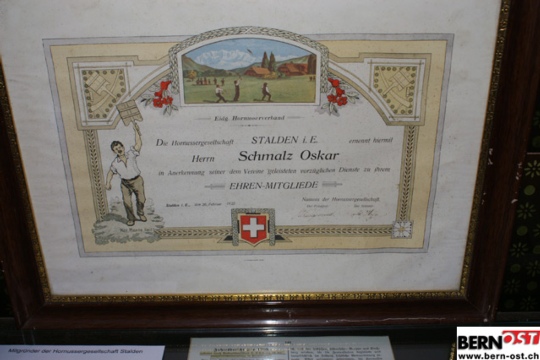 Eidg. Hornusserverband
Die Hornussergesellschaft STALDEN i. E. ernennt hiermit
Herrn Schmalz Oskar
in Anerkennung seiner dem Vereine geleisteten vorzüglichen Dienste zu ihrem
EHREN-MITGLIEDE
Namens der Hornussergesellschaft
Mitgründer der Hornussergesellschaft Stalden
BERNOST
www.bern-ost.ch